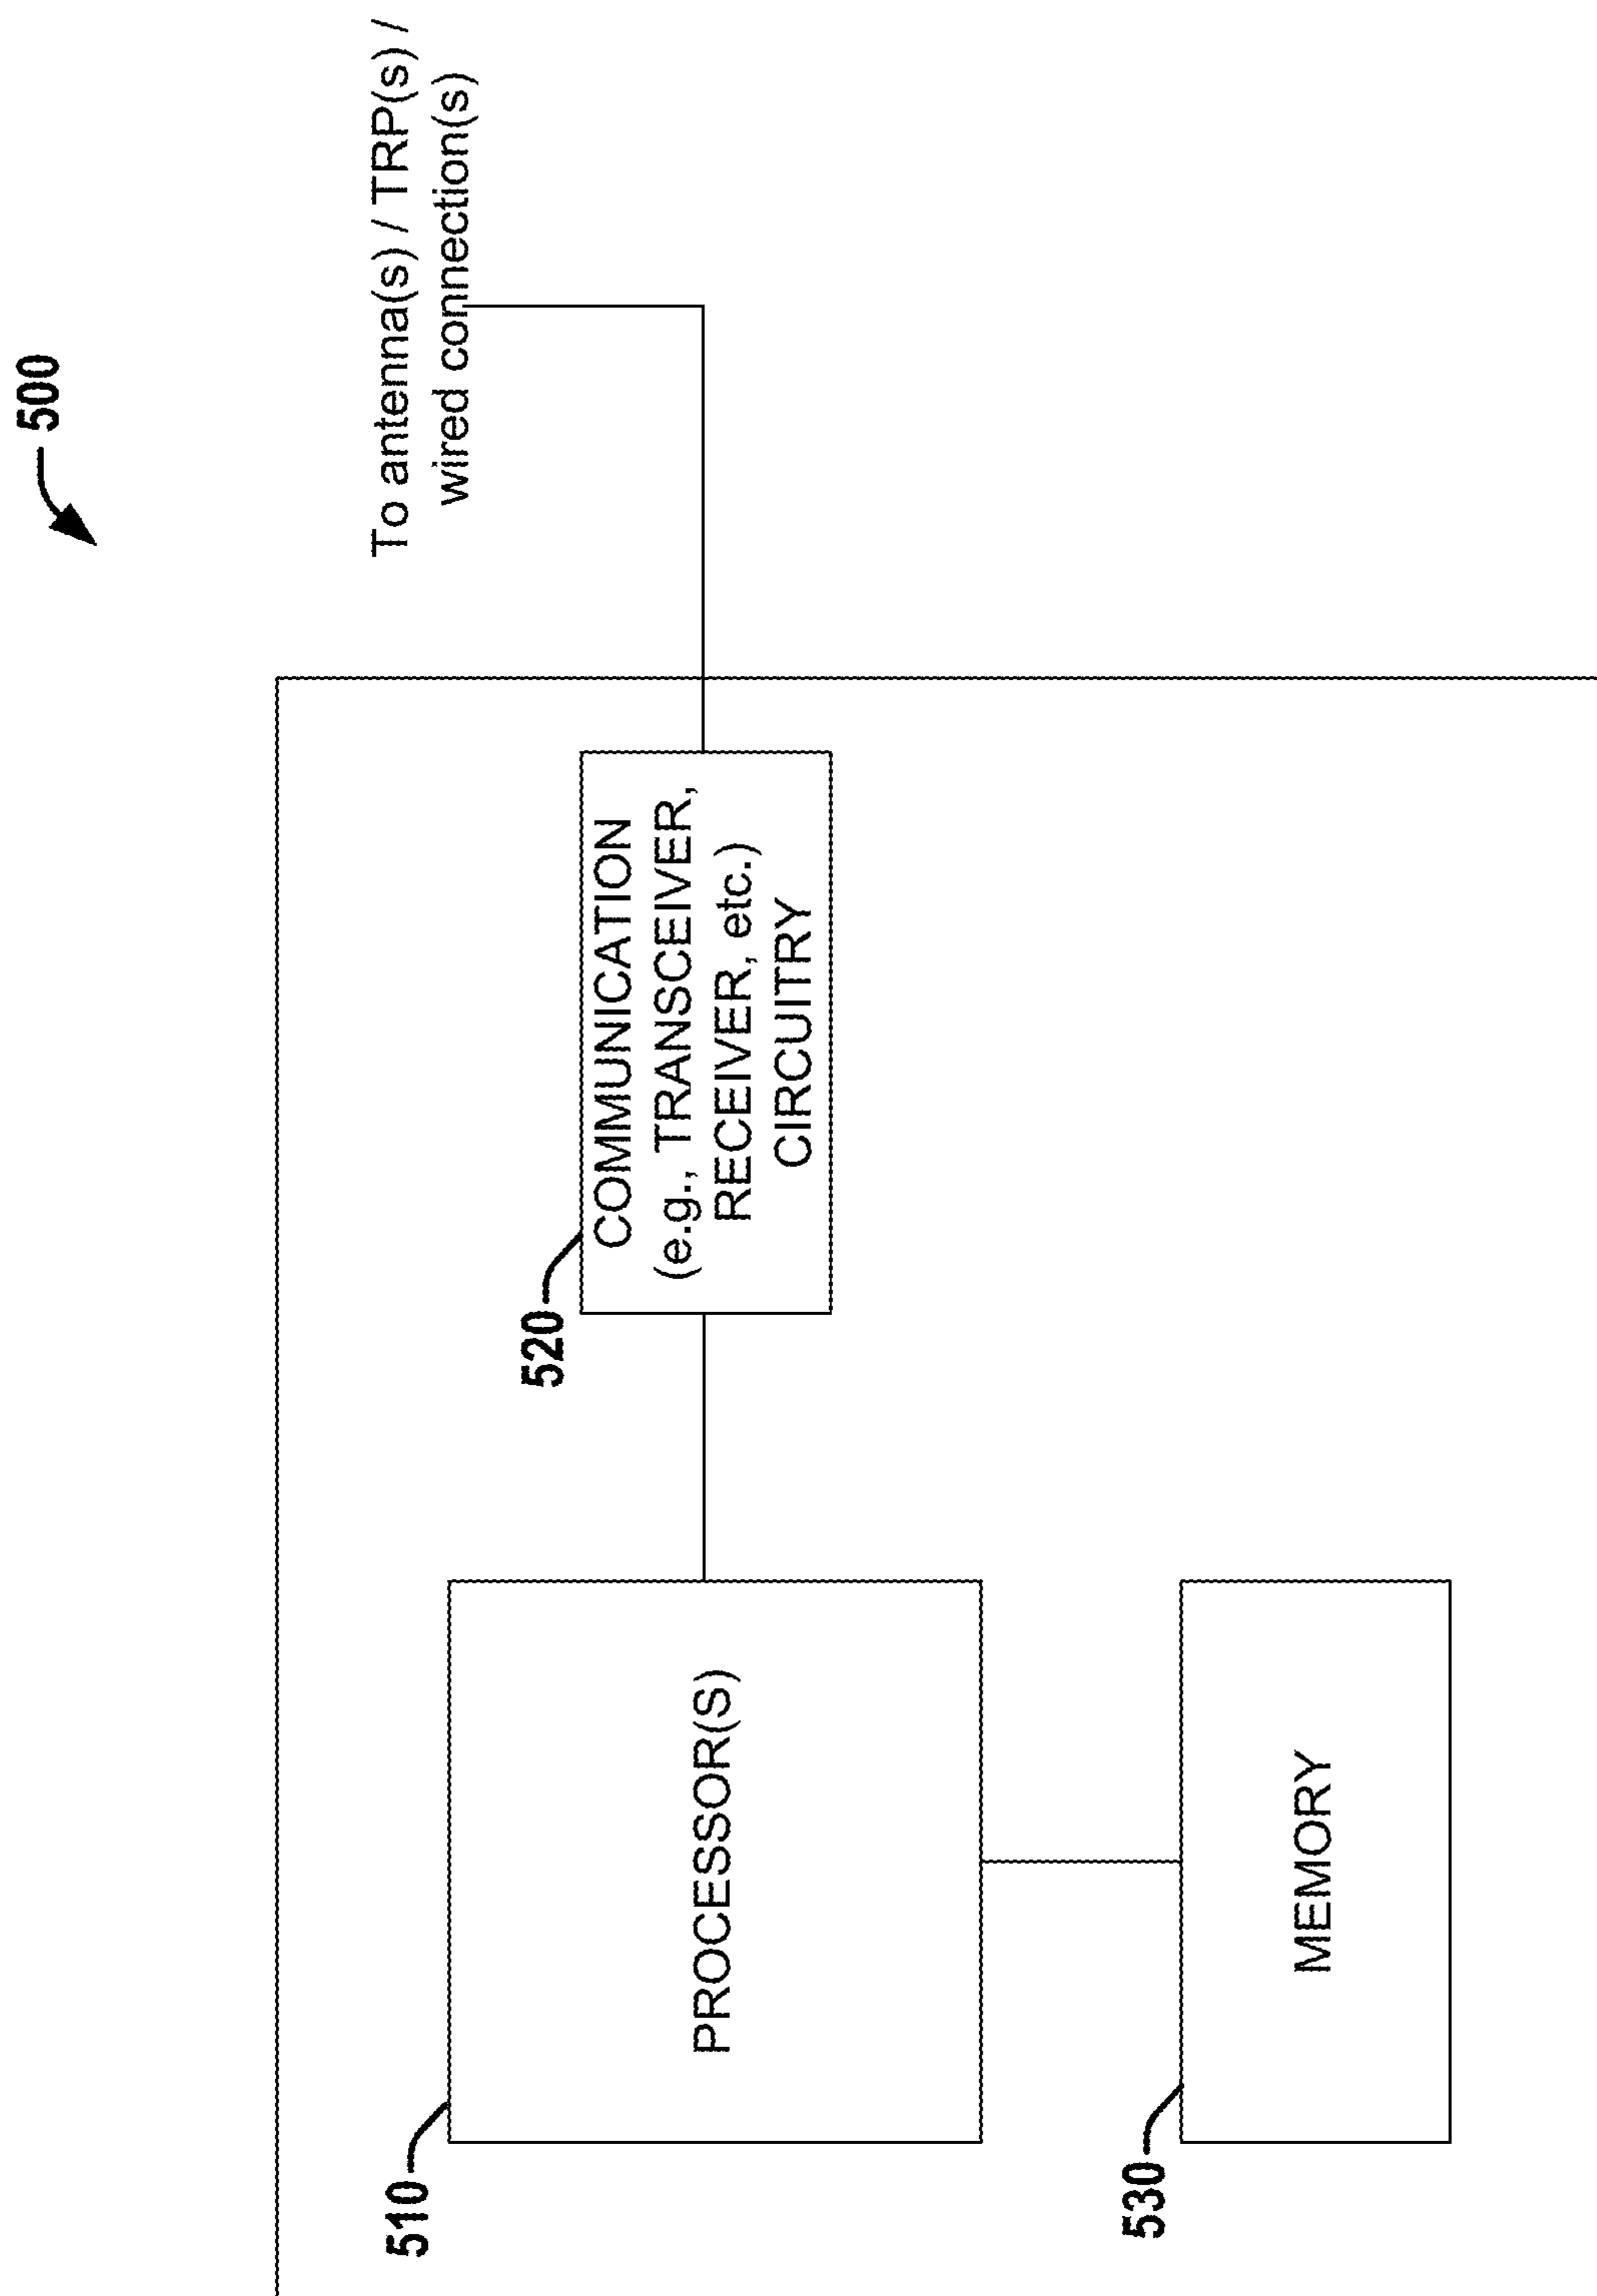 500
To antenna(s) / TRP(s) /
wired connection(s)
510
PROCESSOR(S)
520
COMMUNICATION
(e.g., TRANSCEIVER,
RECEIVER, etc.)
CIRCUITRY
530
MEMORY